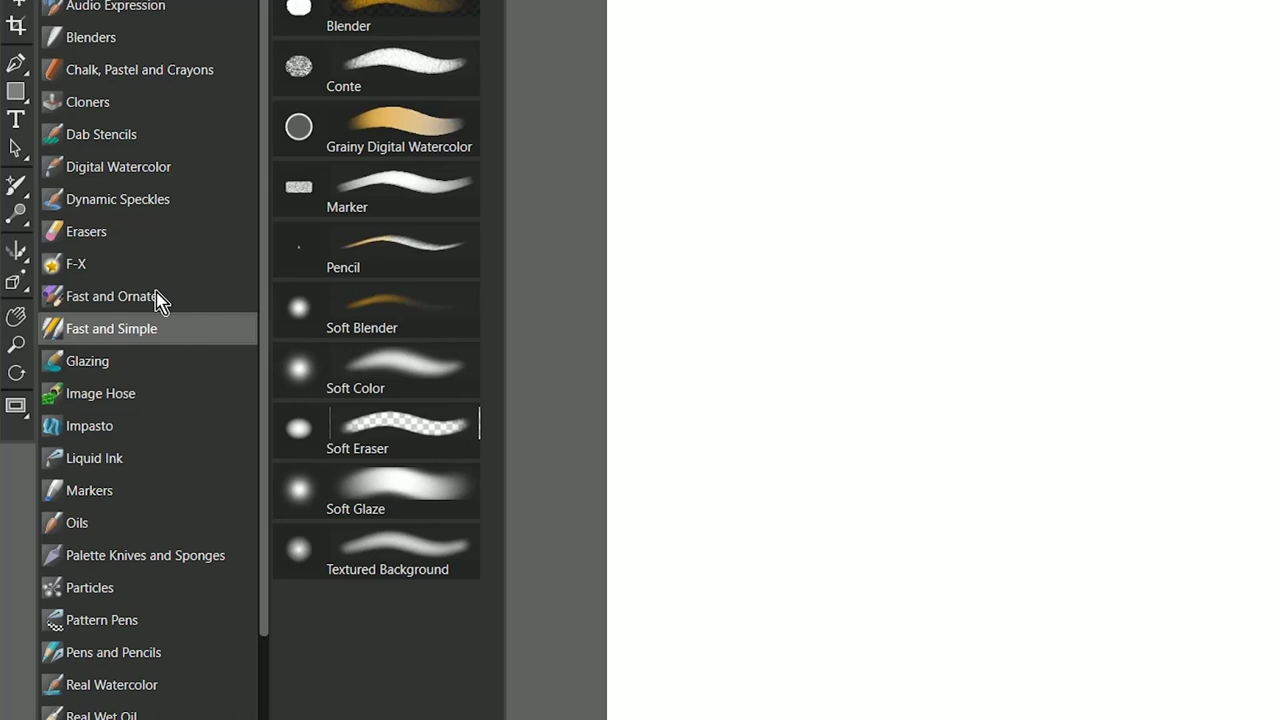 Audio Expression
Blenders
Chalk, Pastel and Crayons
Cloners
Dab Stencils
Digital Watercolor
Dynamic Speckles
Erasers
F-X
Fast and Ornate
Fast and Simple
Glazing
Image Hose
Impasto
Liquid Ink
Markers
Oils
Palette Knives and Sponges
Particles
Pattern Pens
Pens and Pencils
Real Watercolor
Real Wet Oil
Blender
Conte
Grainy Digital Watercolor
Marker
Pencil
Soft Blender
Soft Color
Soft Eraser
Soft Glaze
Textured Background